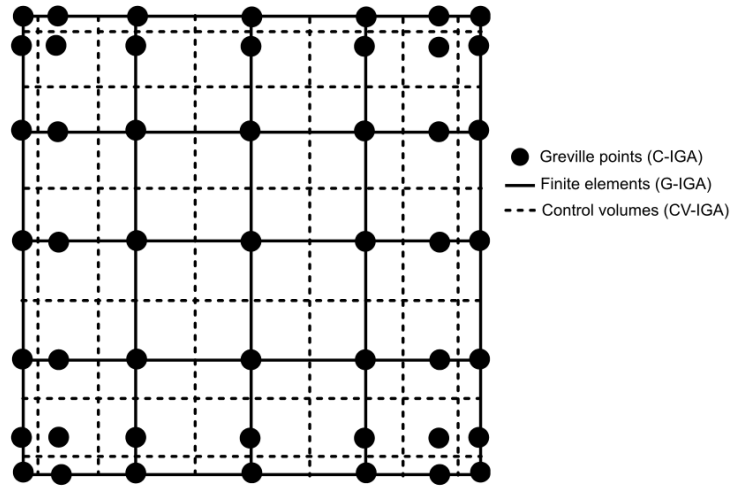 Greville points (C-IGA)
Finite elements (G-IGA)
Control volumes (CV-IGA)